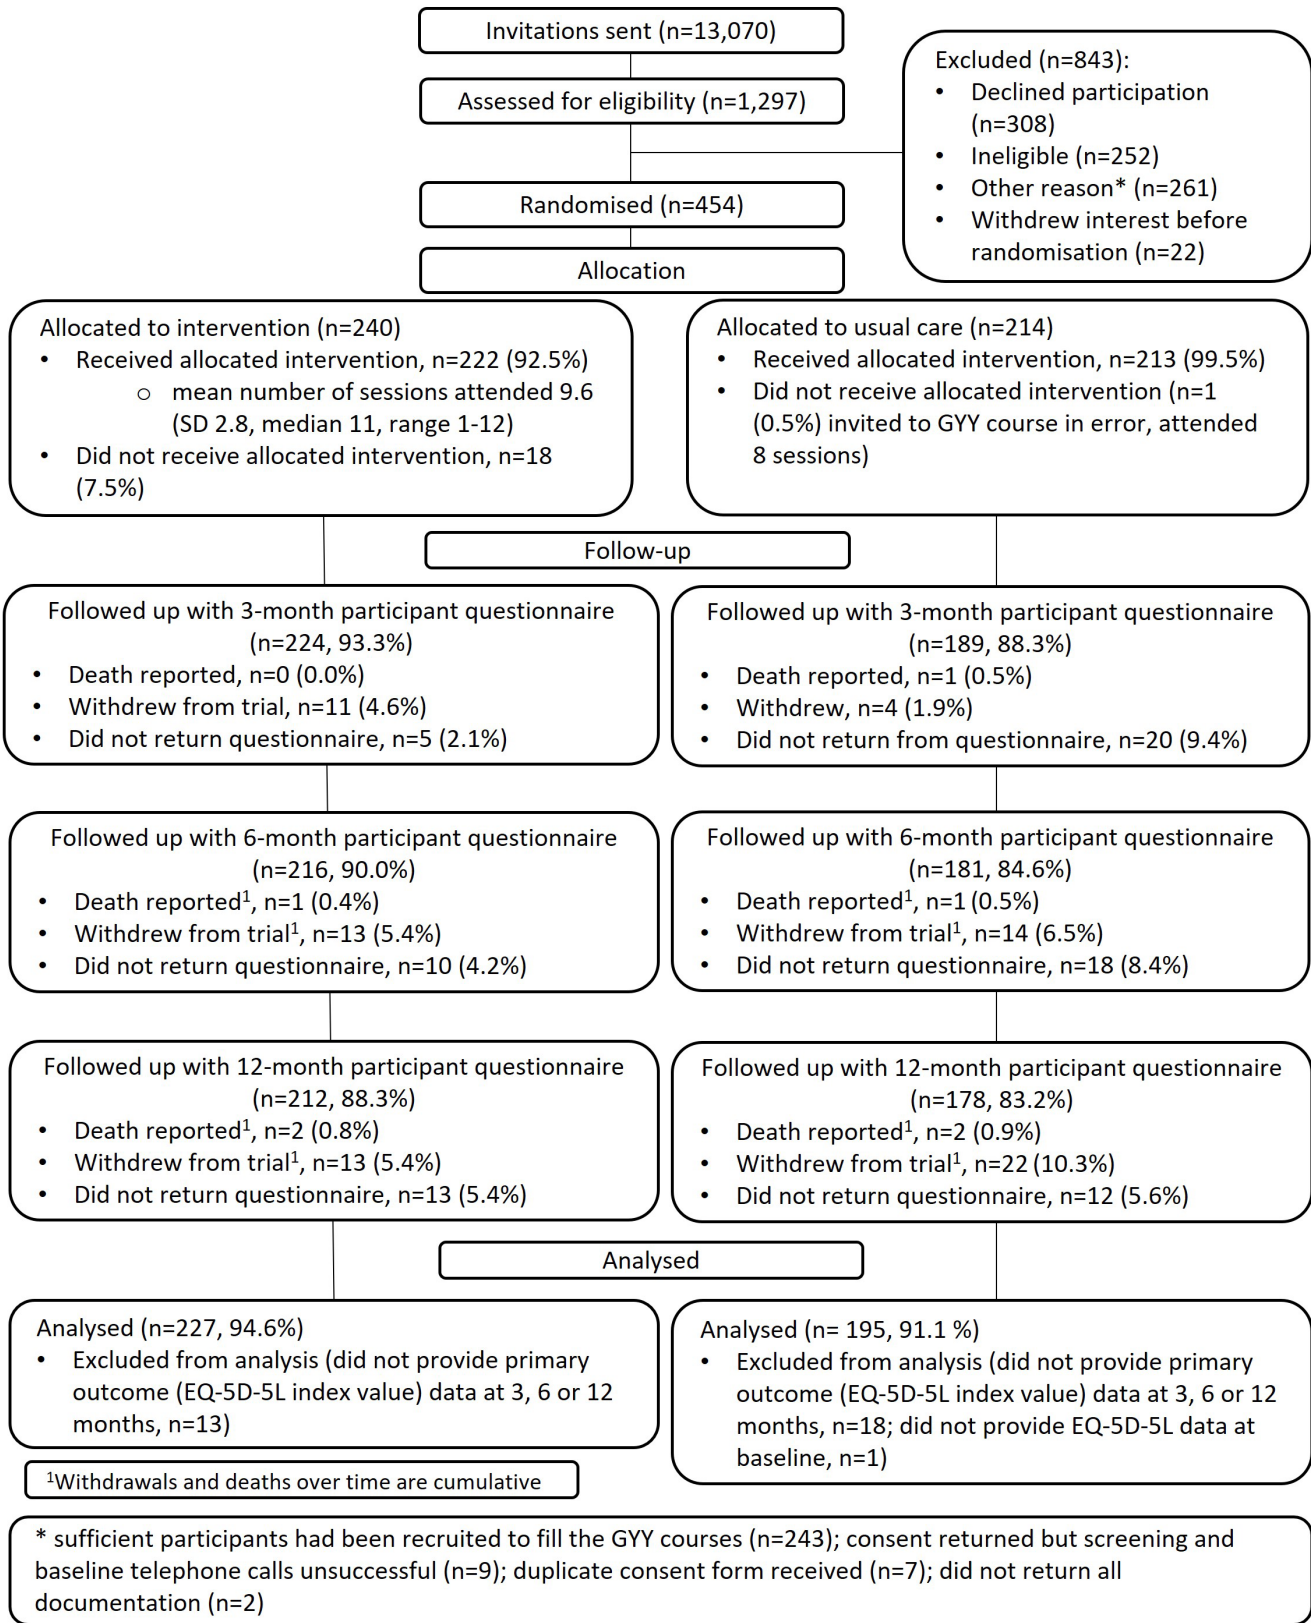 Invitations sent (n=13,070)
Assessed for eligibility (n=1,297)
Excluded (n=843):
• Declined participation
(n=308)
• Ineligible (n=252)
• Other reason* (n=261)
• Withdrew interest before
randomisation (n=22)
Randomised (n=454)
Allocation
Allocated to intervention (n=240)
• Received allocated intervention, n=222 (92.5%)
o mean number of sessions attended 9.6
(SD 2.8, median 11, range 1-12)
• Did not receive allocated intervention, n=18
(7.5%)
Allocated to usual care (n=214)
• Received allocated intervention, n=213 (99.5%)
• Did not receive allocated intervention (n=1
(0.5%) invited to GYY course in error, attended
8 sessions)
Follow-up
Followed up with 3-month participant questionnaire
(n=224, 93.3%)
• Death reported, n=0 (0.0%)
• Withdrew from trial, n=11 (4.6%)
• Did not return questionnaire, n=5 (2.1%)
Followed up with 3-month participant questionnaire
(n=189, 88.3%)
• Death reported, n=1 (0.5%)
• Withdrew, n=4 (1.9%)
• Did not return from questionnaire, n=20 (9.4%)
Followed up with 6-month participant questionnaire
(n=216, 90.0%)
• Death reported¹, n=1 (0.4%)
• Withdrew from trial¹, n=13 (5.4%)
• Did not return questionnaire, n=10 (4.2%)
Followed up with 6-month participant questionnaire
(n=181, 84.6%)
• Death reported¹, n=1 (0.5%)
• Withdrew from trial¹, n=14 (6.5%)
• Did not return questionnaire, n=18 (8.4%)
Followed up with 12-month participant questionnaire
(n=212, 88.3%)
• Death reported¹, n=2 (0.8%)
• Withdrew from trial¹, n=13 (5.4%)
• Did not return questionnaire, n=13 (5.4%)
Followed up with 12-month participant questionnaire
(n=178, 83.2%)
• Death reported¹, n=2 (0.9%)
• Withdrew from trial¹, n=22 (10.3%)
• Did not return questionnaire, n=12 (5.6%)
Analysed
Analysed (n=227, 94.6%)
• Excluded from analysis (did not provide primary
outcome (EQ-5D-5L index value) data at 3, 6 or 12
months, n=13)
Analysed (n= 195, 91.1 %)
• Excluded from analysis (did not provide primary
outcome (EQ-5D-5L index value) data at 3, 6 or 12
months, n=18; did not provide EQ-5D-5L data at
baseline, n=1)
¹Withdrawals and deaths over time are cumulative
* sufficient participants had been recruited to fill the GYY courses (n=243); consent returned but screening and
baseline telephone calls unsuccessful (n=9); duplicate consent form received (n=7); did not return all
documentation (n=2)